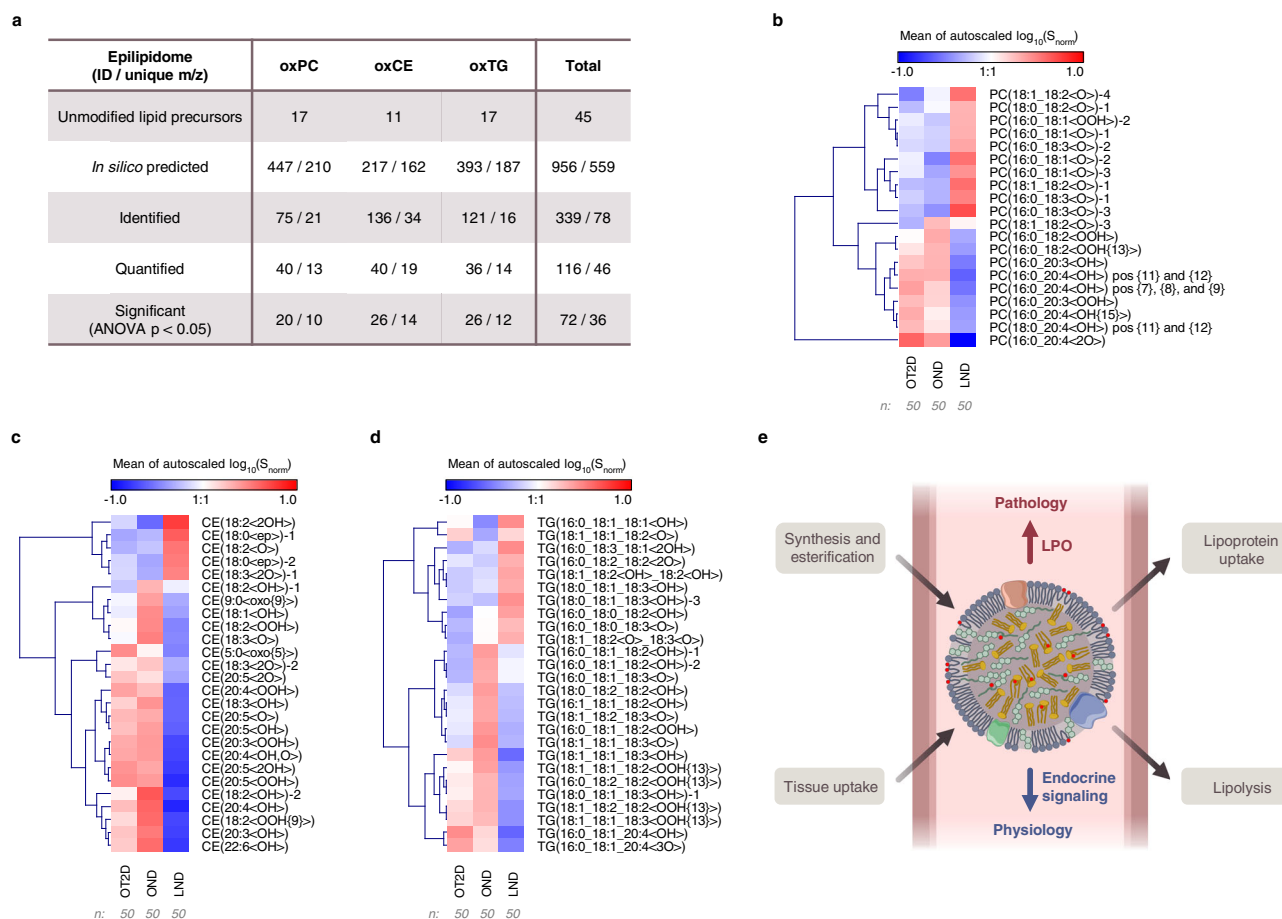 a
Epilipidome
(ID / unique m/z)
oxPC
oxCE
oxTG
Total
Unmodified lipid precursors
17
11
17
45
In silico predicted
447 / 210
217 / 162
393 / 187
956 / 559
Identified
75 / 21
136 / 34
121 / 16
339 / 78
Quantified
40 / 13
40 / 19
36 / 14
116 / 46
Significant
(ANOVA p < 0.05)
20 / 10
26 / 14
26 / 12
72 / 36
b
Mean of autoscaled log10(Snorm)
-1.0
1:1
1.0
PC(18:1_18:2<O>)-4
PC(18:0_18:2<O>)-1
PC(16:0_18:1<OOH>)-2
PC(16:0_18:1<O>)-1
PC(16:0_18:3<O>)-2
PC(16:0_18:1<O>)-2
PC(16:0_18:1<O>)-3
PC(18:1_18:2<O>)-1
PC(16:0_18:3<O>)-1
PC(16:0_18:3<O>)-3
PC(18:1_18:2<O>)-3
PC(16:0_18:2<OOH>)
PC(16:0_18:2<OOH{13}>)
PC(16:0_20:3<OH>)
PC(16:0_20:4<OH>) pos {11} and {12}
PC(16:0_20:4<OH>) pos {7}, {8}, and {9}
PC(16:0_20:3<OOH>)
PC(16:0_20:4<OH{15}>)
PC(18:0_20:4<OH>) pos {11} and {12}
PC(16:0_20:4<2O>)
OT2D
OND
LND
n:
50
50
50
c
Mean of autoscaled log10(Snorm)
-1.0
1:1
1.0
CE(18:2<2OH>)
CE(18:0<ep>)-1
CE(18:2<O>)
CE(18:0<ep>)-2
CE(18:3<2O>)-1
CE(18:2<OH>)-1
CE(9:0<oxo{9}>)
CE(18:1<OH>)
CE(18:2<OOH>)
CE(18:3<O>)
CE(5:0<oxo{5}>)
CE(18:3<2O>)-2
CE(20:5<2O>)
CE(20:4<OOH>)
CE(18:3<OH>)
CE(20:5<O>)
CE(20:5<OH>)
CE(20:3<OOH>)
CE(20:4<OH,O>)
CE(20:5<2OH>)
CE(20:5<OOH>)
CE(18:2<OH>)-2
CE(20:4<OH>)
CE(18:2<OOH{9}>)
CE(20:3<OH>)
CE(22:6<OH>)
OT2D
OND
LND
n:
50
50
50
d
Mean of autoscaled log10(Snorm)
-1.0
1:1
1.0
TG(16:0_18:1_18:1<OH>)
TG(18:1_18:1_18:2<O>)
TG(16:0_18:3_18:1<2OH>)
TG(16:0_18:2_18:2<2O>)
TG(18:1_18:2<OH>_18:2<OH>)
TG(18:0_18:1_18:3<OH>)
TG(18:0_18:1_18:3<OH>)-3
TG(16:0_18:0_18:2<OH>)
TG(16:0_18:0_18:3<O>)
TG(18:1_18:2<O>_18:3<O>)
TG(16:0_18:1_18:2<OH>)-1
TG(16:0_18:1_18:2<OH>)-2
TG(16:0_18:1_18:3<O>)
TG(18:0_18:2_18:2<OH>)
TG(16:1_18:1_18:2<OH>)
TG(18:1_18:2_18:3<O>)
TG(16:0_18:1_18:2<OOH>)
TG(18:1_18:1_18:3<O>)
TG(18:1_18:1_18:3<OH>)
TG(18:1_18:1_18:2<OOH{13}>)
TG(16:0_18:2_18:2<OOH{13}>)
TG(18:0_18:1_18:3<OH>)-1
TG(18:1_18:2_18:2<OOH{13}>)
TG(18:1_18:1_18:3<OOH{13}>)
TG(16:0_18:1_20:4<OH>)
TG(16:0_18:1_20:4<3O>)
OT2D
OND
LND
n:
50
50
50
e
Pathology
LPO
Synthesis and
esterification
Lipoprotein
uptake
Tissue uptake
Endocrine
signaling
Physiology
Lipolysis